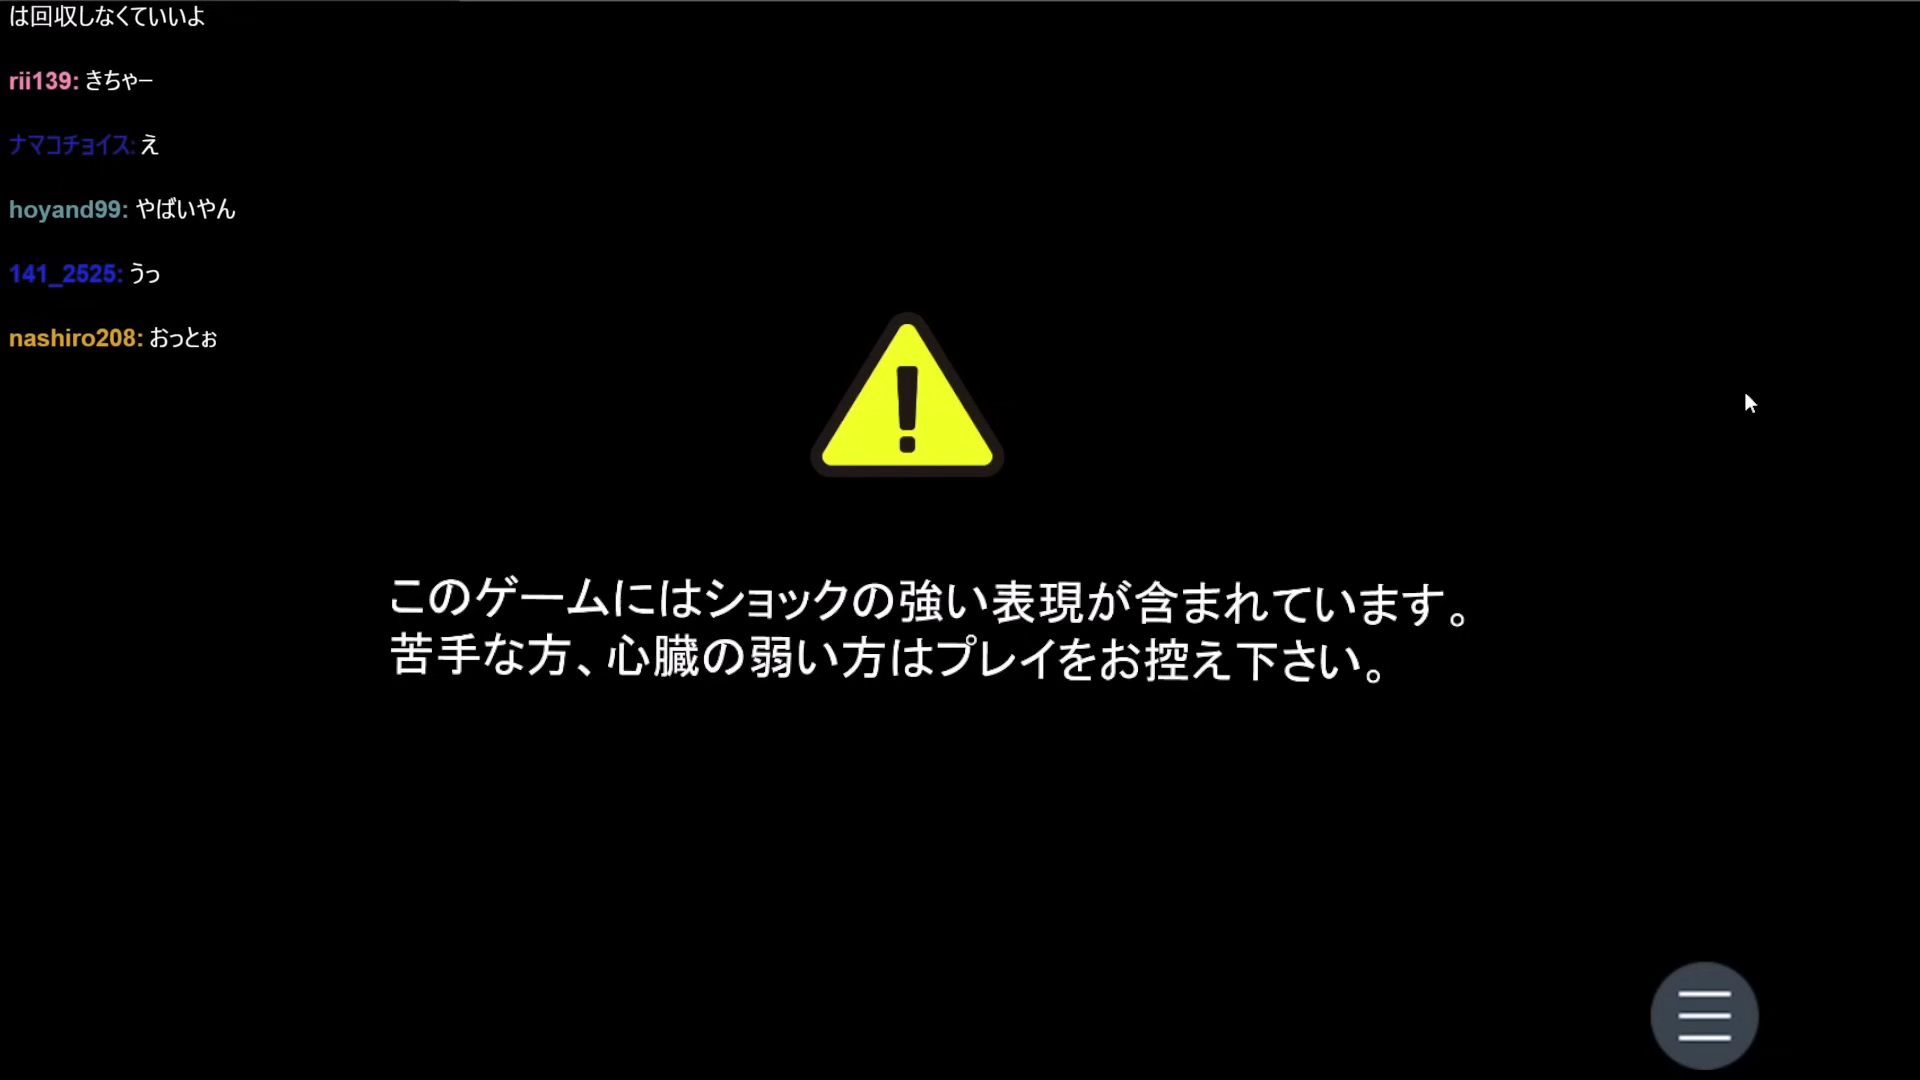 は回収しなくていいよ
rii139: きちゃー
ナマコチョイス: え
hoyand99: やばいやん
141_2525: うっ
nashiro208: おっとぉ
このゲームにはショックの強い表現が含まれています。
苦手な方、心臓の弱い方はプレイをお控え下さい。